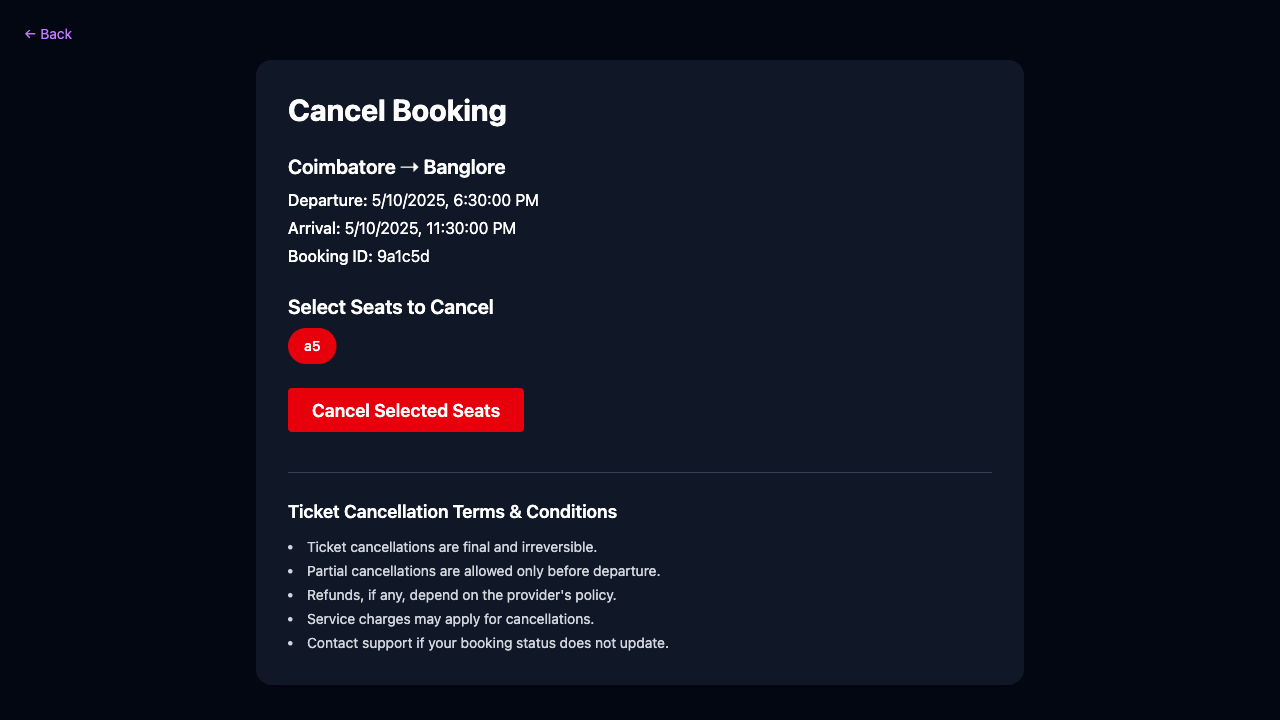 ← Back
Cancel Booking
Coimbatore → Banglore
Departure: 5/10/2025, 6:30:00 PM
Arrival: 5/10/2025, 11:30:00 PM
Booking ID: 9a1c5d
Select Seats to Cancel
a5
Cancel Selected Seats
Ticket Cancellation Terms & Conditions
• Ticket cancellations are final and irreversible.
• Partial cancellations are allowed only before departure.
• Refunds, if any, depend on the provider's policy.
• Service charges may apply for cancellations.
• Contact support if your booking status does not update.